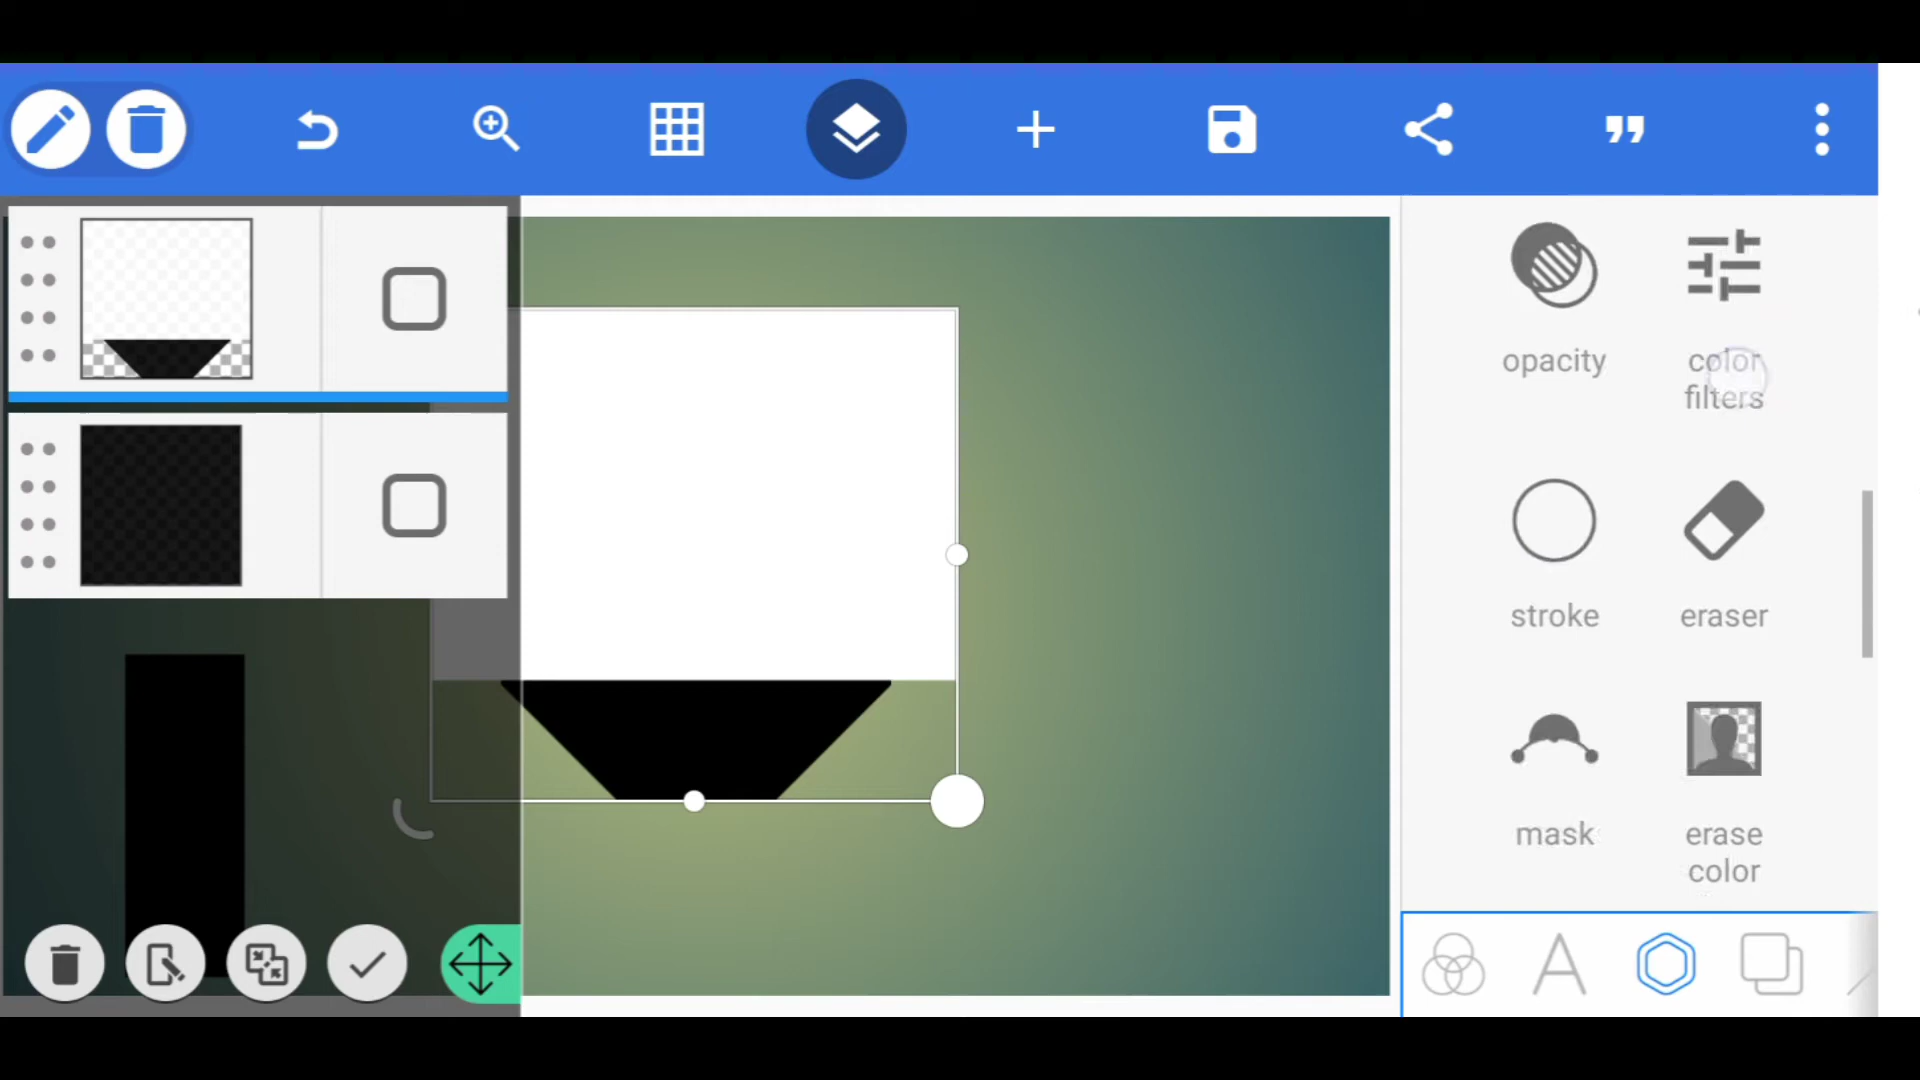 opacity
color
filters
stroke
eraser
mask
erase
color